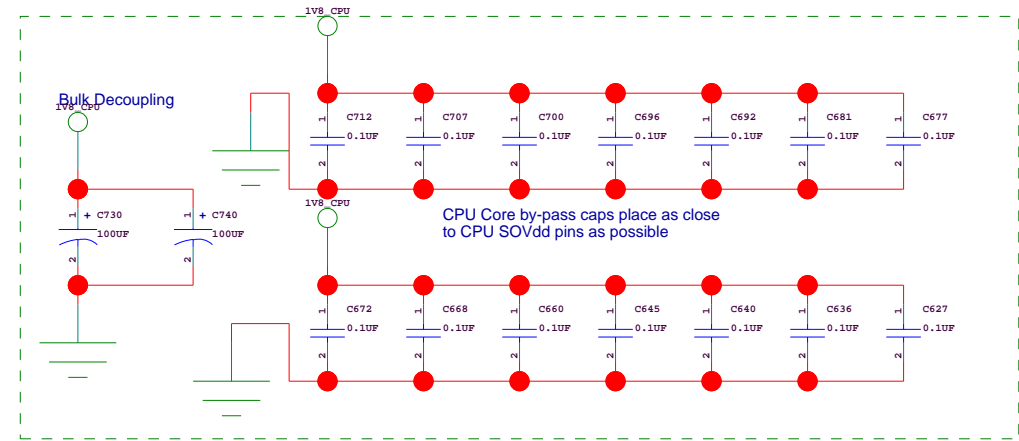 1V8_CPU
Bulk Decoupling
1V8_CPU
1 C712 0.1UF 2
1 C707 0.1UF 2
1 C700 0.1UF 2
1 C696 0.1UF 2
1 C692 0.1UF 2
1 C681 0.1UF 2
1 C677 0.1UF 2
1V8_CPU
CPU Core by-pass caps place as close
to CPU SOVdd pins as possible
1 + C730 100UF 2
1 + C740 100UF 2
1 C672 0.1UF 2
1 C668 0.1UF 2
1 C660 0.1UF 2
1 C645 0.1UF 2
1 C640 0.1UF 2
1 C636 0.1UF 2
1 C627 0.1UF 2